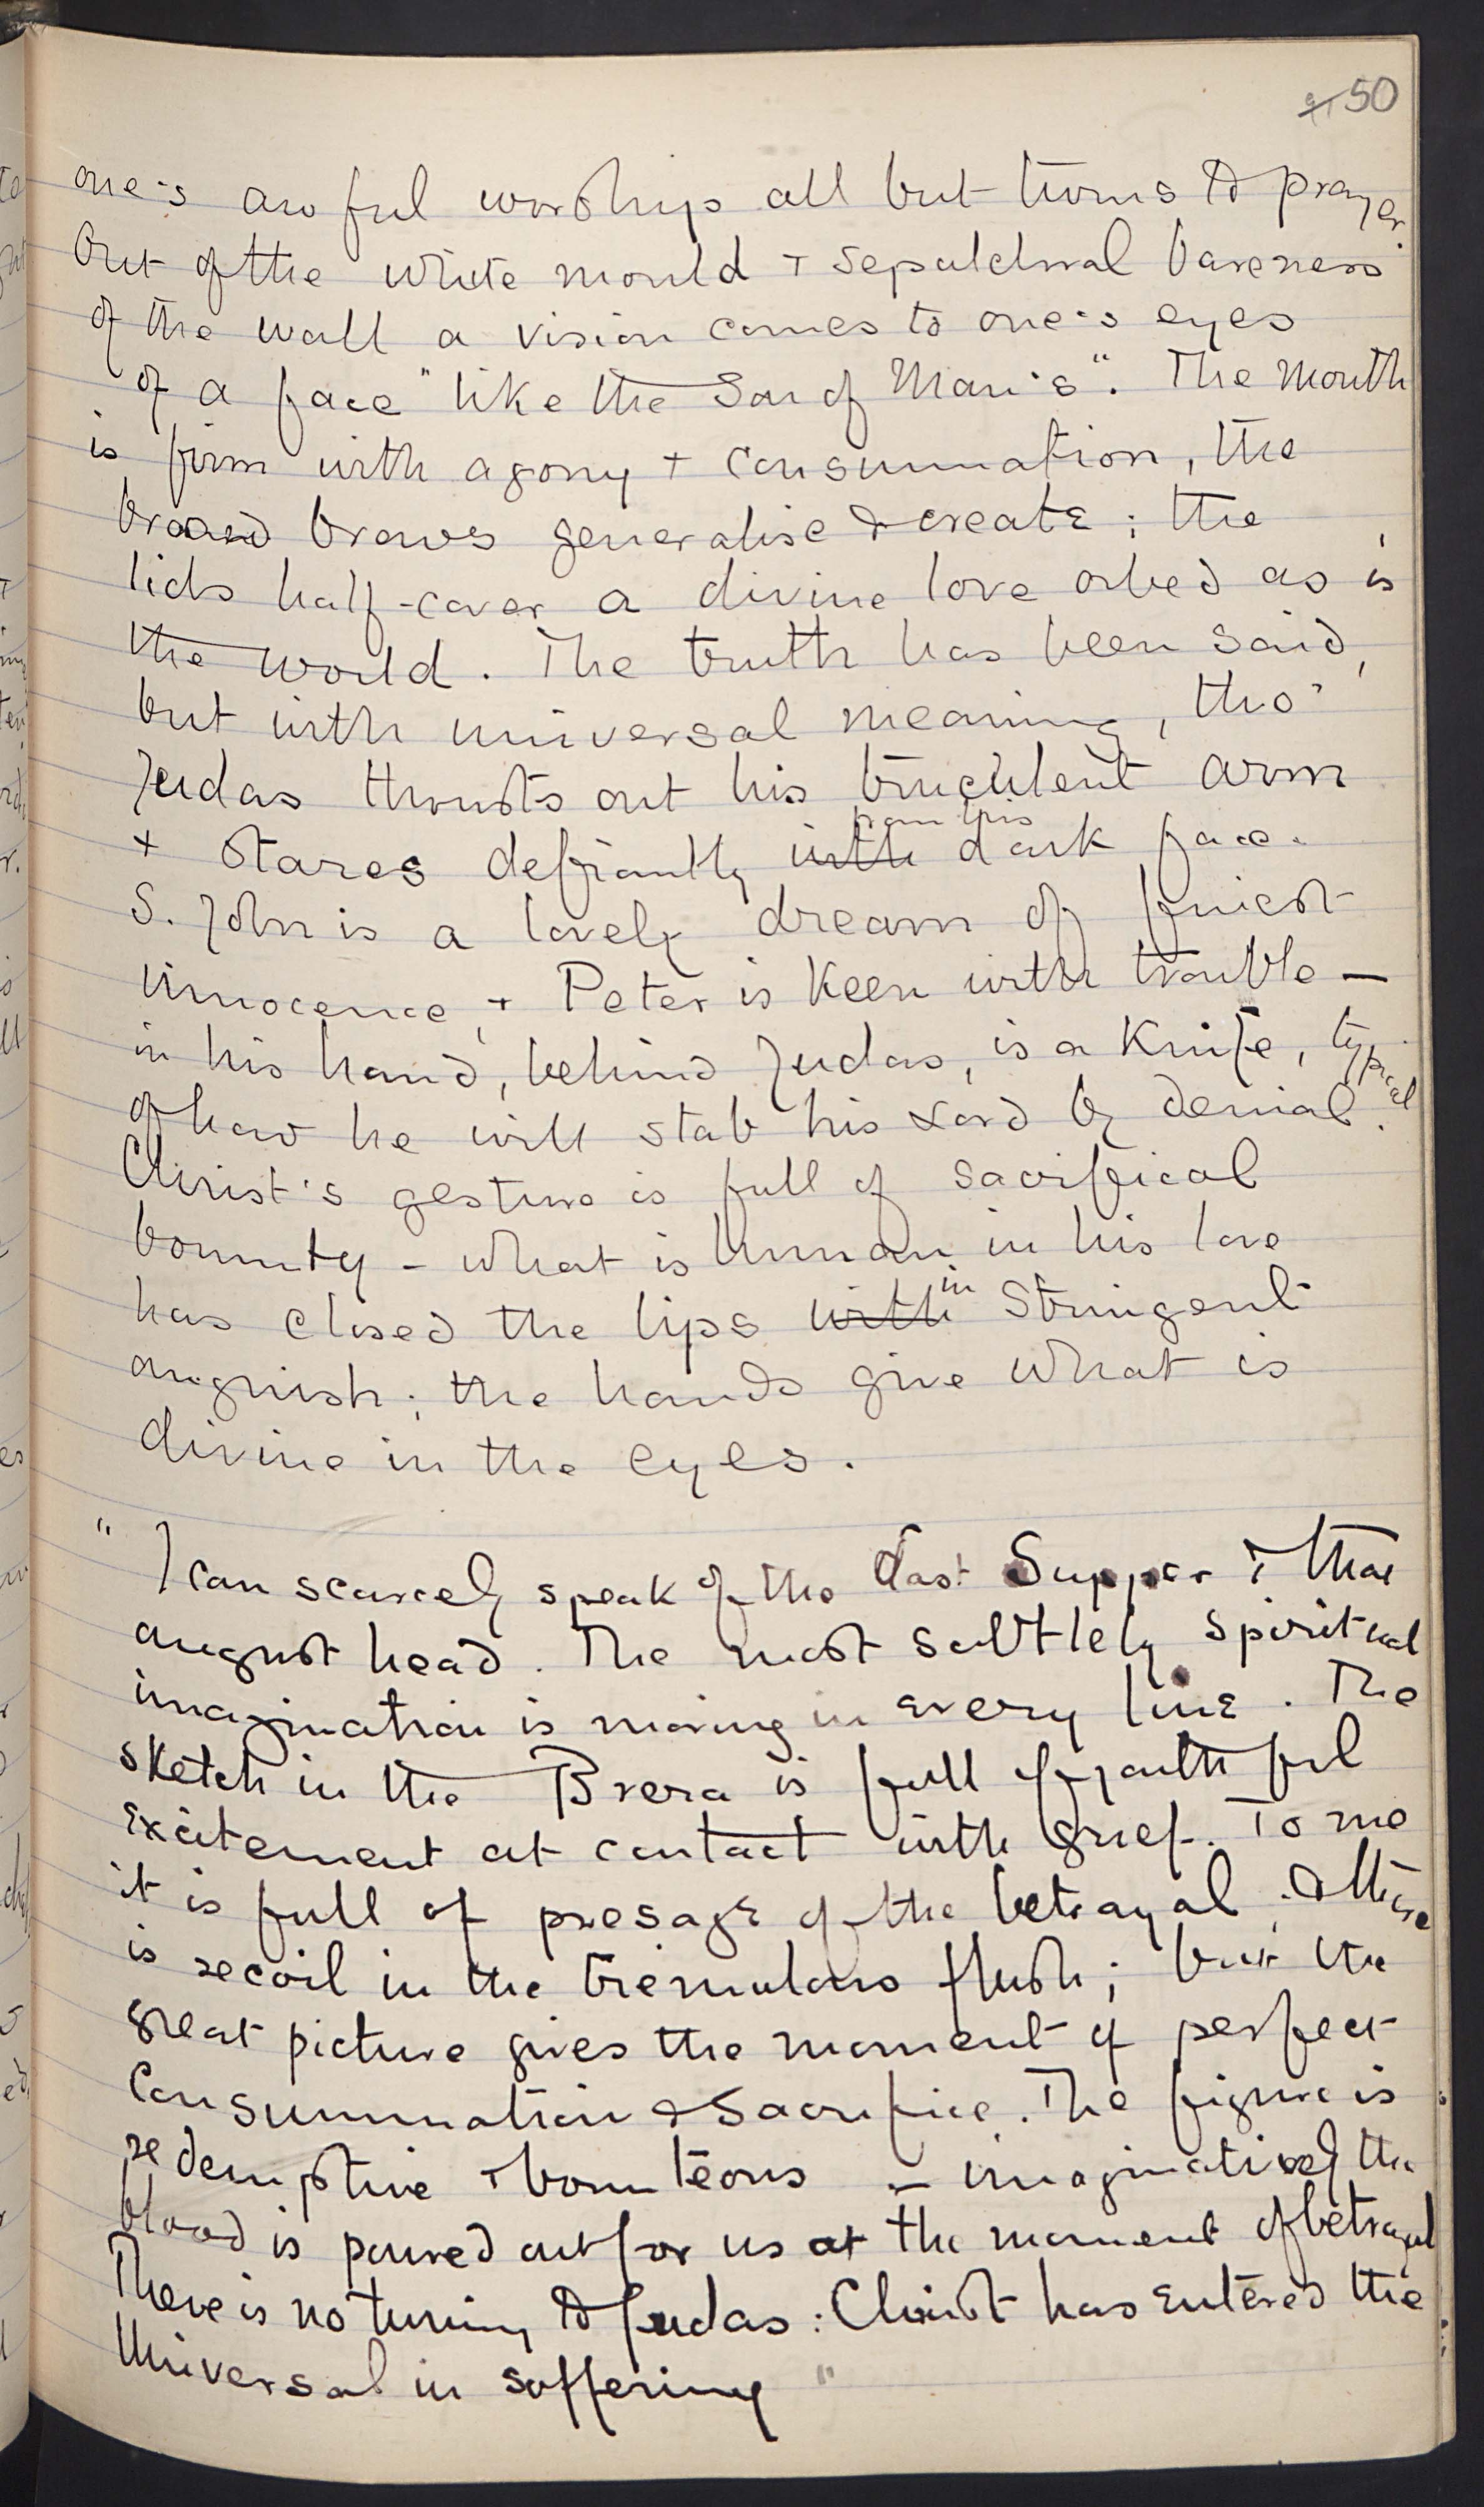 50
one's awful worship all but turns to prayer.
Out of the white mould + sepulchral bareness
of the wall a vision comes to one's eyes
of a face "like the Son of Man's". The mouth
is firm with agony + consummation, the
broad brows generalise & create; the
lids half-cover a divine love orbed as is
the world. The truth has been said,
but with universal meaning, tho'
Judas thrusts out his truculent arm
from his
+ stares defiantly with dark face.
S. John is a lovely dream of
innocence, + Peter is keen with trouble —
in his hand, behind Judas, is a knife, typical
of how he will stab his Lord by denial.
Christ's gesture is full of sacrificial
bounty – what is human in his love
in
has closed the lips with stringent
anguish; the hands give what is
divine in the eyes.
" I can scarcely speak of the Last Supper & that
august head. The most subtlely spiritual
imagination is moving in every line. The
sketch in the Brera is full of youthful
excitement at contact with grief. To me
it is full of presage of the betrayal, & there
is recoil in the tremulous flush; but the
great picture gives the moment of perfect
consummation & sacrifice. The figure is
redemptive + bounteous – imaginatively the
blood is poured out for us at the moment of betrayal
There is no turning to Judas: Christ has entered the
Universal in suffering "